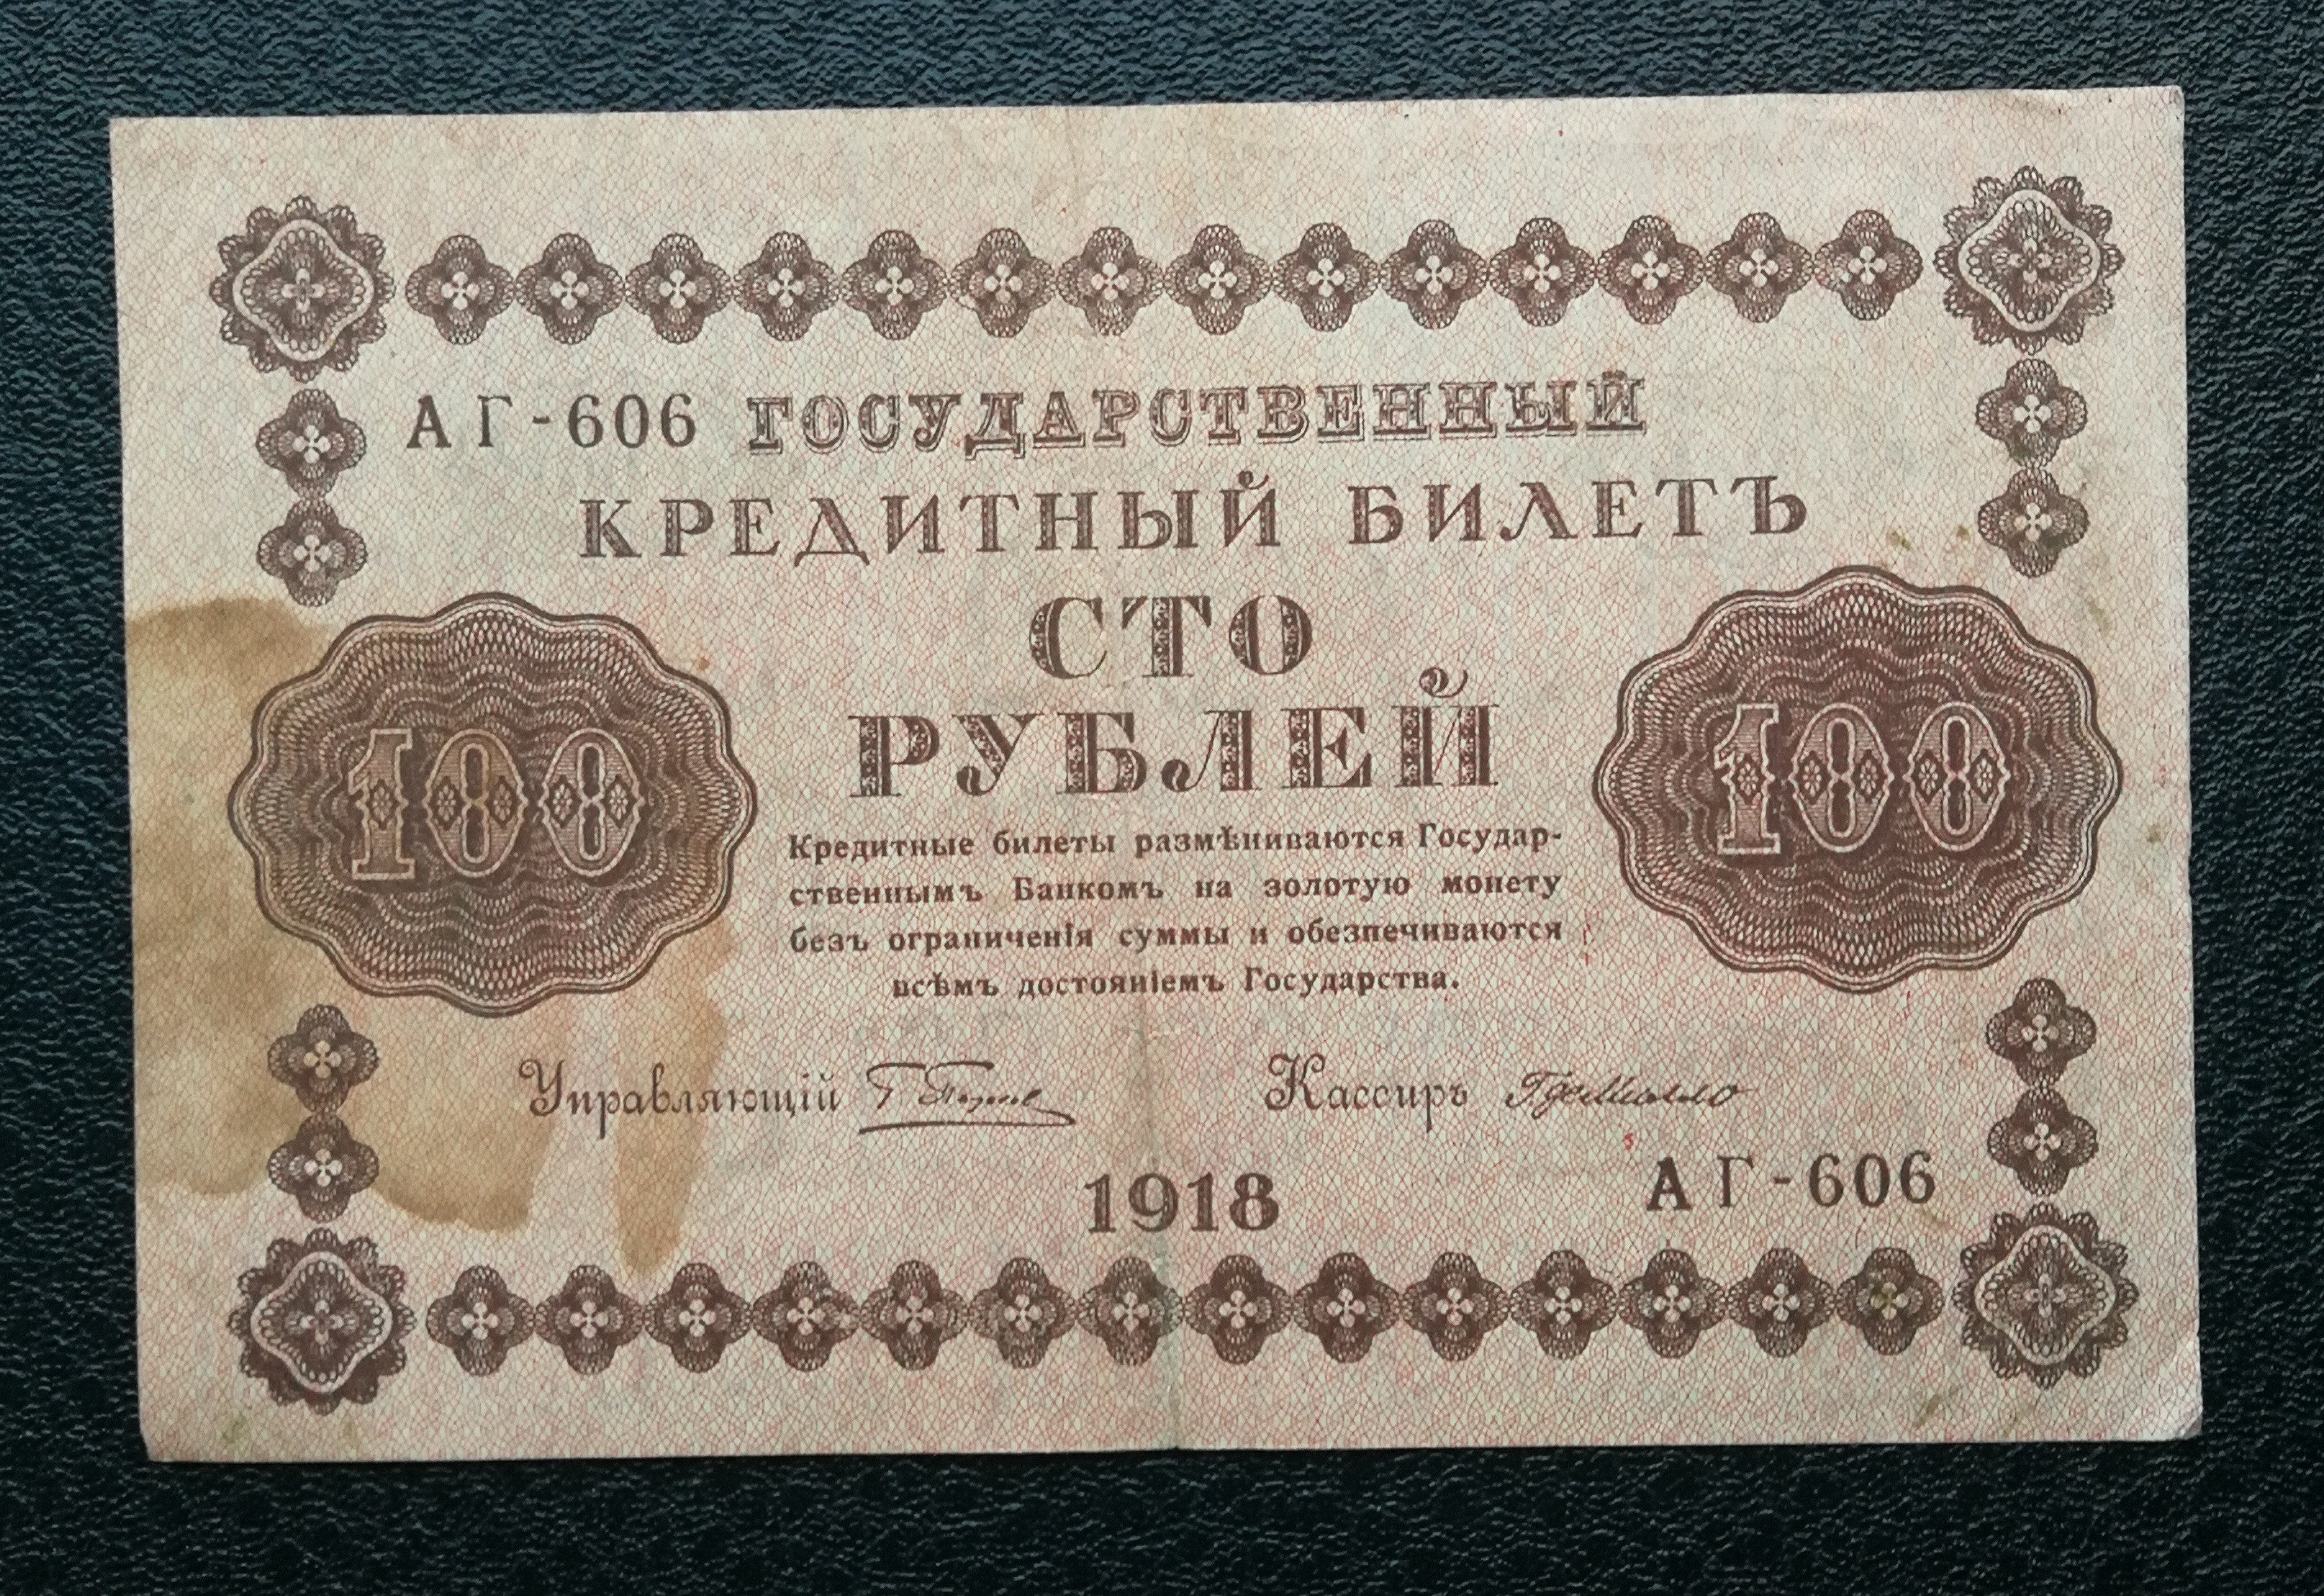 АГ-606 ГОСУДАРСТВЕННЫЙ
КРЕДИТНЫЙ БИЛЕТЪ
СТО
РУБЛЕЙ
100
100
Кредитные билеты размѣниваются Государ-
ственнымъ Банкомъ на золотую монету
безъ ограниченія суммы и обезпечиваются
всѣмъ достояніемъ Государства.
Управляющій
Кассиръ
1918
АГ-606